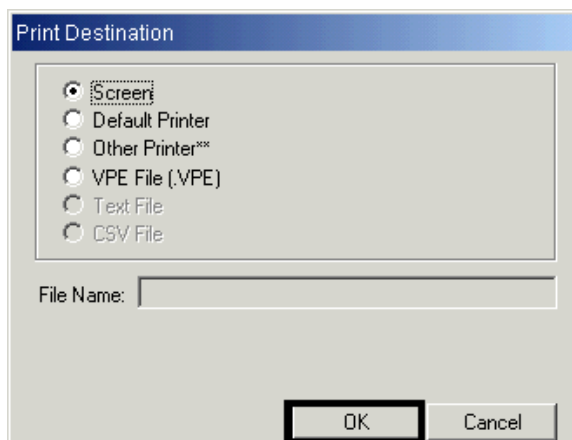 Print Destination
Screen
Default Printer
Other Printer**
VPE File (.VPE)
Text File
CSV File
File Name:
OK Cancel